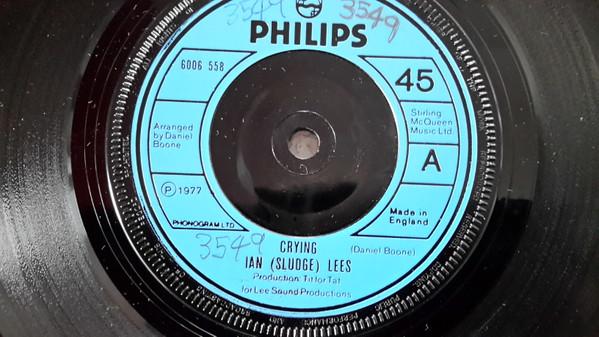 3549 3549
PHILIPS
6006 558
45
Arranged
by Daniel
Boone
Stirling
McQueen
Music Ltd.
A
Ⓟ 1977
Made in
England
PHONOGRAM LTD
3549
CRYING
(Daniel Boone)
IAN (SLUDGE) LEES
Production: Tit for Tat
for Lee Sound Productions